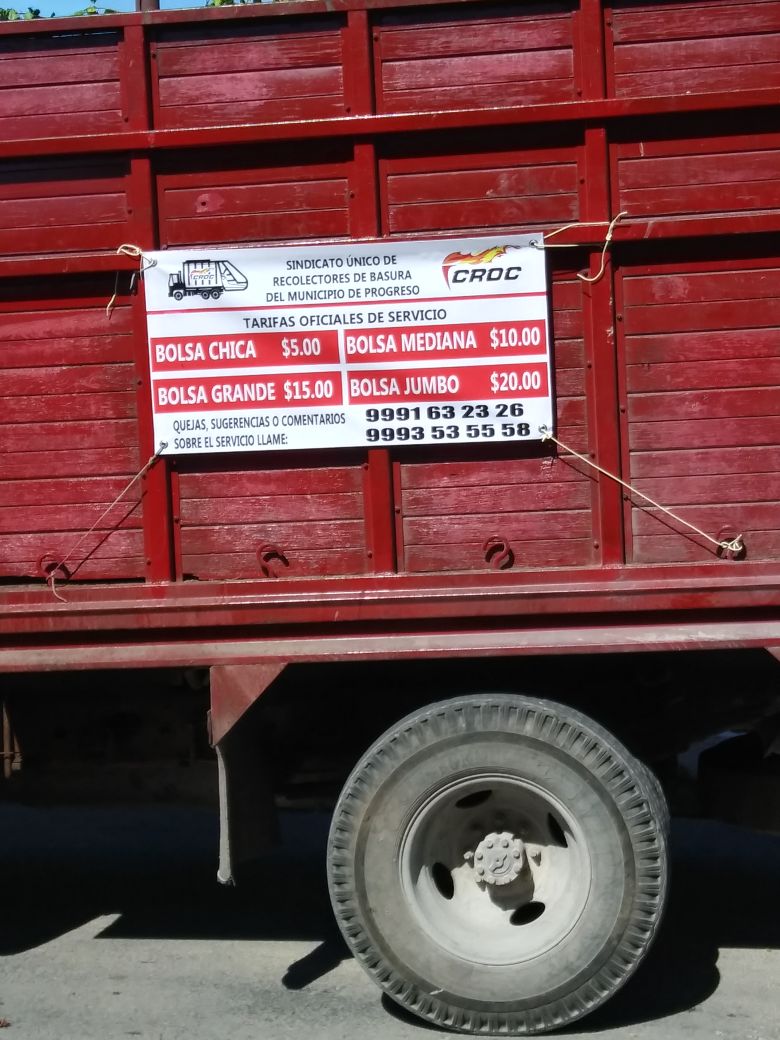 SINDICATO ÚNICO DE
RECOLECTORES DE BASURA
DEL MUNICIPIO DE PROGRESO
CROC
CROC
TARIFAS OFICIALES DE SERVICIO
BOLSA CHICA $5.00
BOLSA MEDIANA $10.00
BOLSA GRANDE $15.00
BOLSA JUMBO $20.00
QUEJAS, SUGERENCIAS O COMENTARIOS
SOBRE EL SERVICIO LLAME:
9991 63 23 26
9993 53 55 58